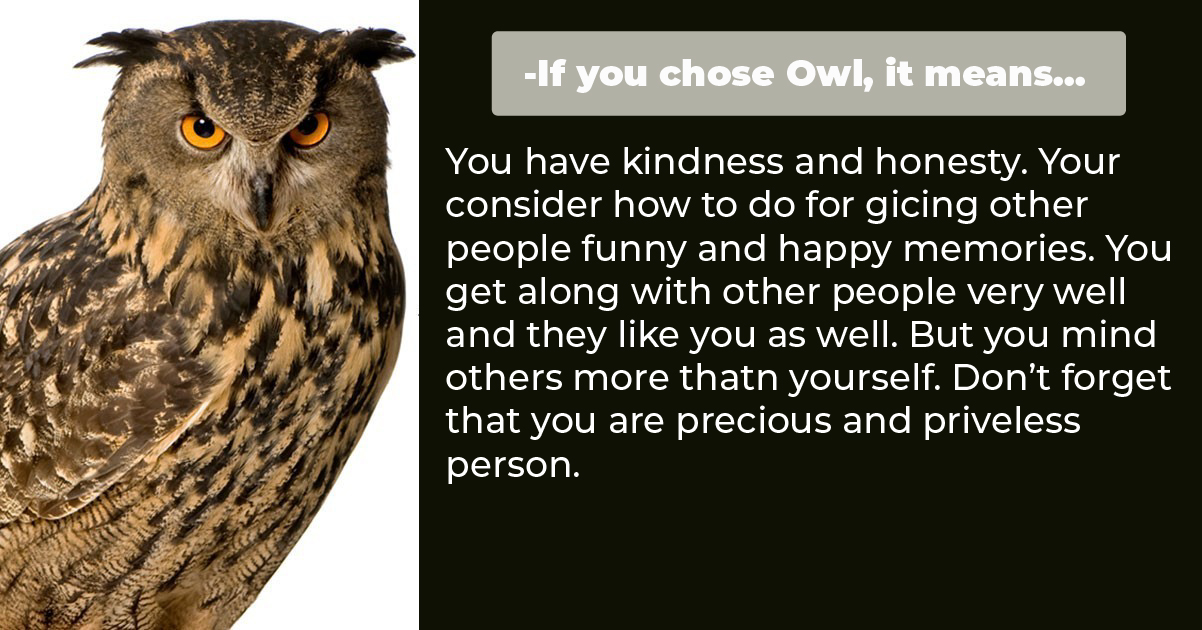 -If you chose Owl, it means...
You have kindness and honesty. Your
consider how to do for gicing other
people funny and happy memories. You
get along with other people very well
and they like you as well. But you mind
others more thatn yourself. Don’t forget
that you are precious and priveless
person.